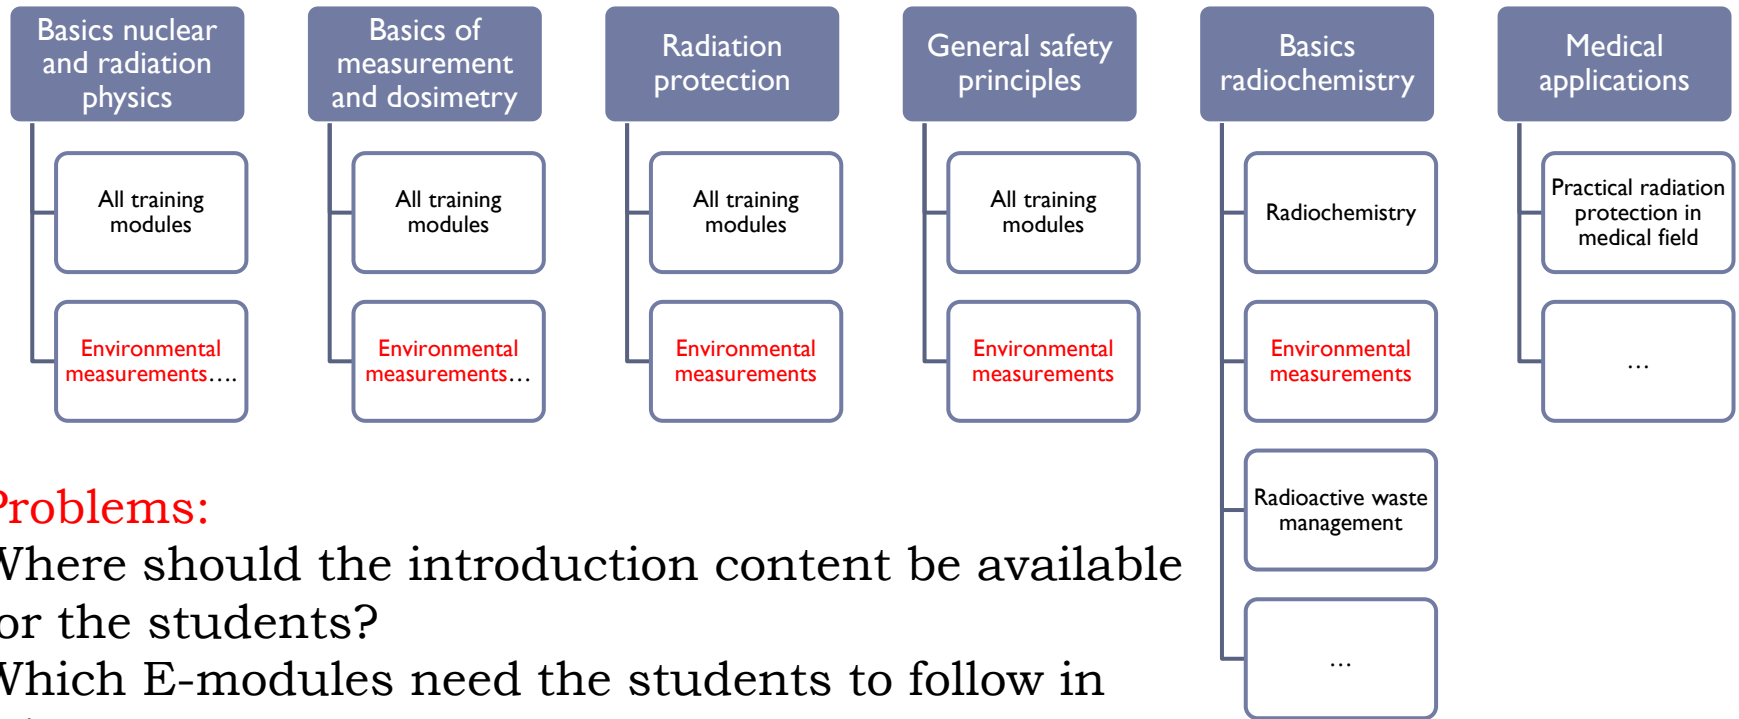 Basics nuclear
and radiation
physics
All training
modules
Environmental
measurements….
Basics of
measurement
and dosimetry
All training
modules
Environmental
measurements…
Radiation
protection
All training
modules
Environmental
measurements
General safety
principles
All training
modules
Environmental
measurements
Basics
radiochemistry
Radiochemistry
Environmental
measurements
Radioactive waste
management
…
Medical
applications
Practical radiation
protection in
medical field
…
Problems:
Where should the introduction content be available
or the students?
Which E-modules need the students to follow in